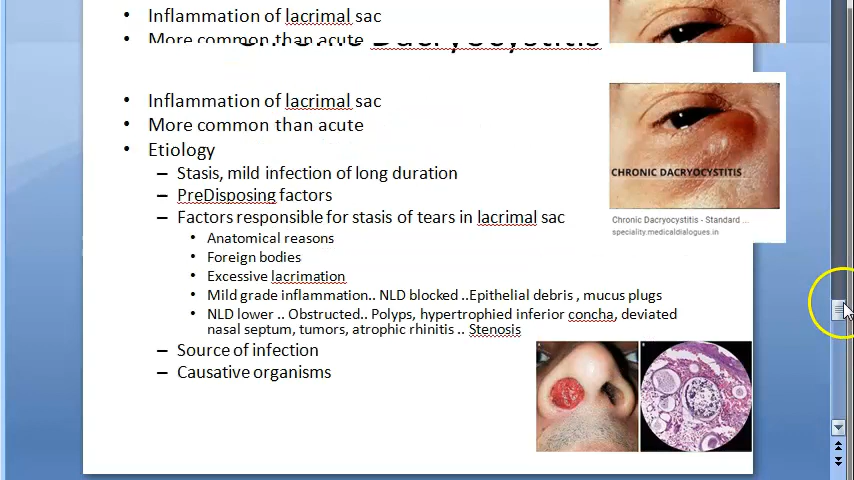 • Inflammation of lacrimal sac
• More common than acute
Chronic Dacryocystitis
• Inflammation of lacrimal sac
• More common than acute
• Etiology
– Stasis, mild infection of long duration
– PreDisposing factors
– Factors responsible for stasis of tears in lacrimal sac
• Anatomical reasons
• Foreign bodies
• Excessive lacrimation
• Mild grade inflammation.. NLD blocked ..Epithelial debris , mucus plugs
• NLD lower .. Obstructed.. Polyps, hypertrophied inferior concha, deviated
nasal septum, tumors, atrophic rhinitis .. Stenosis
– Source of infection
– Causative organisms
CHRONIC DACRYOCYSTITIS
Chronic Dacryocystitis - Standard ...
speciality.medicaldialogues.in